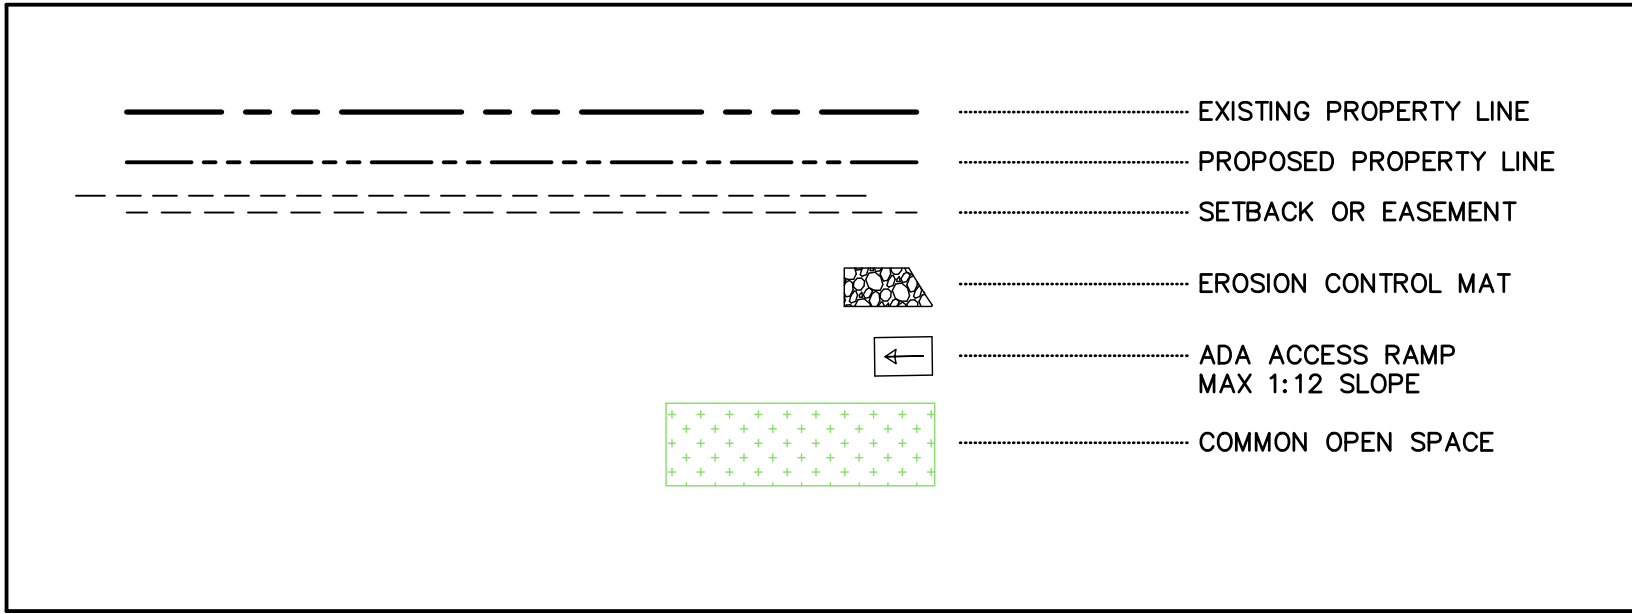 EXISTING PROPERTY LINE
PROPOSED PROPERTY LINE
SETBACK OR EASEMENT
EROSION CONTROL MAT
ADA ACCESS RAMP
MAX 1:12 SLOPE
COMMON OPEN SPACE